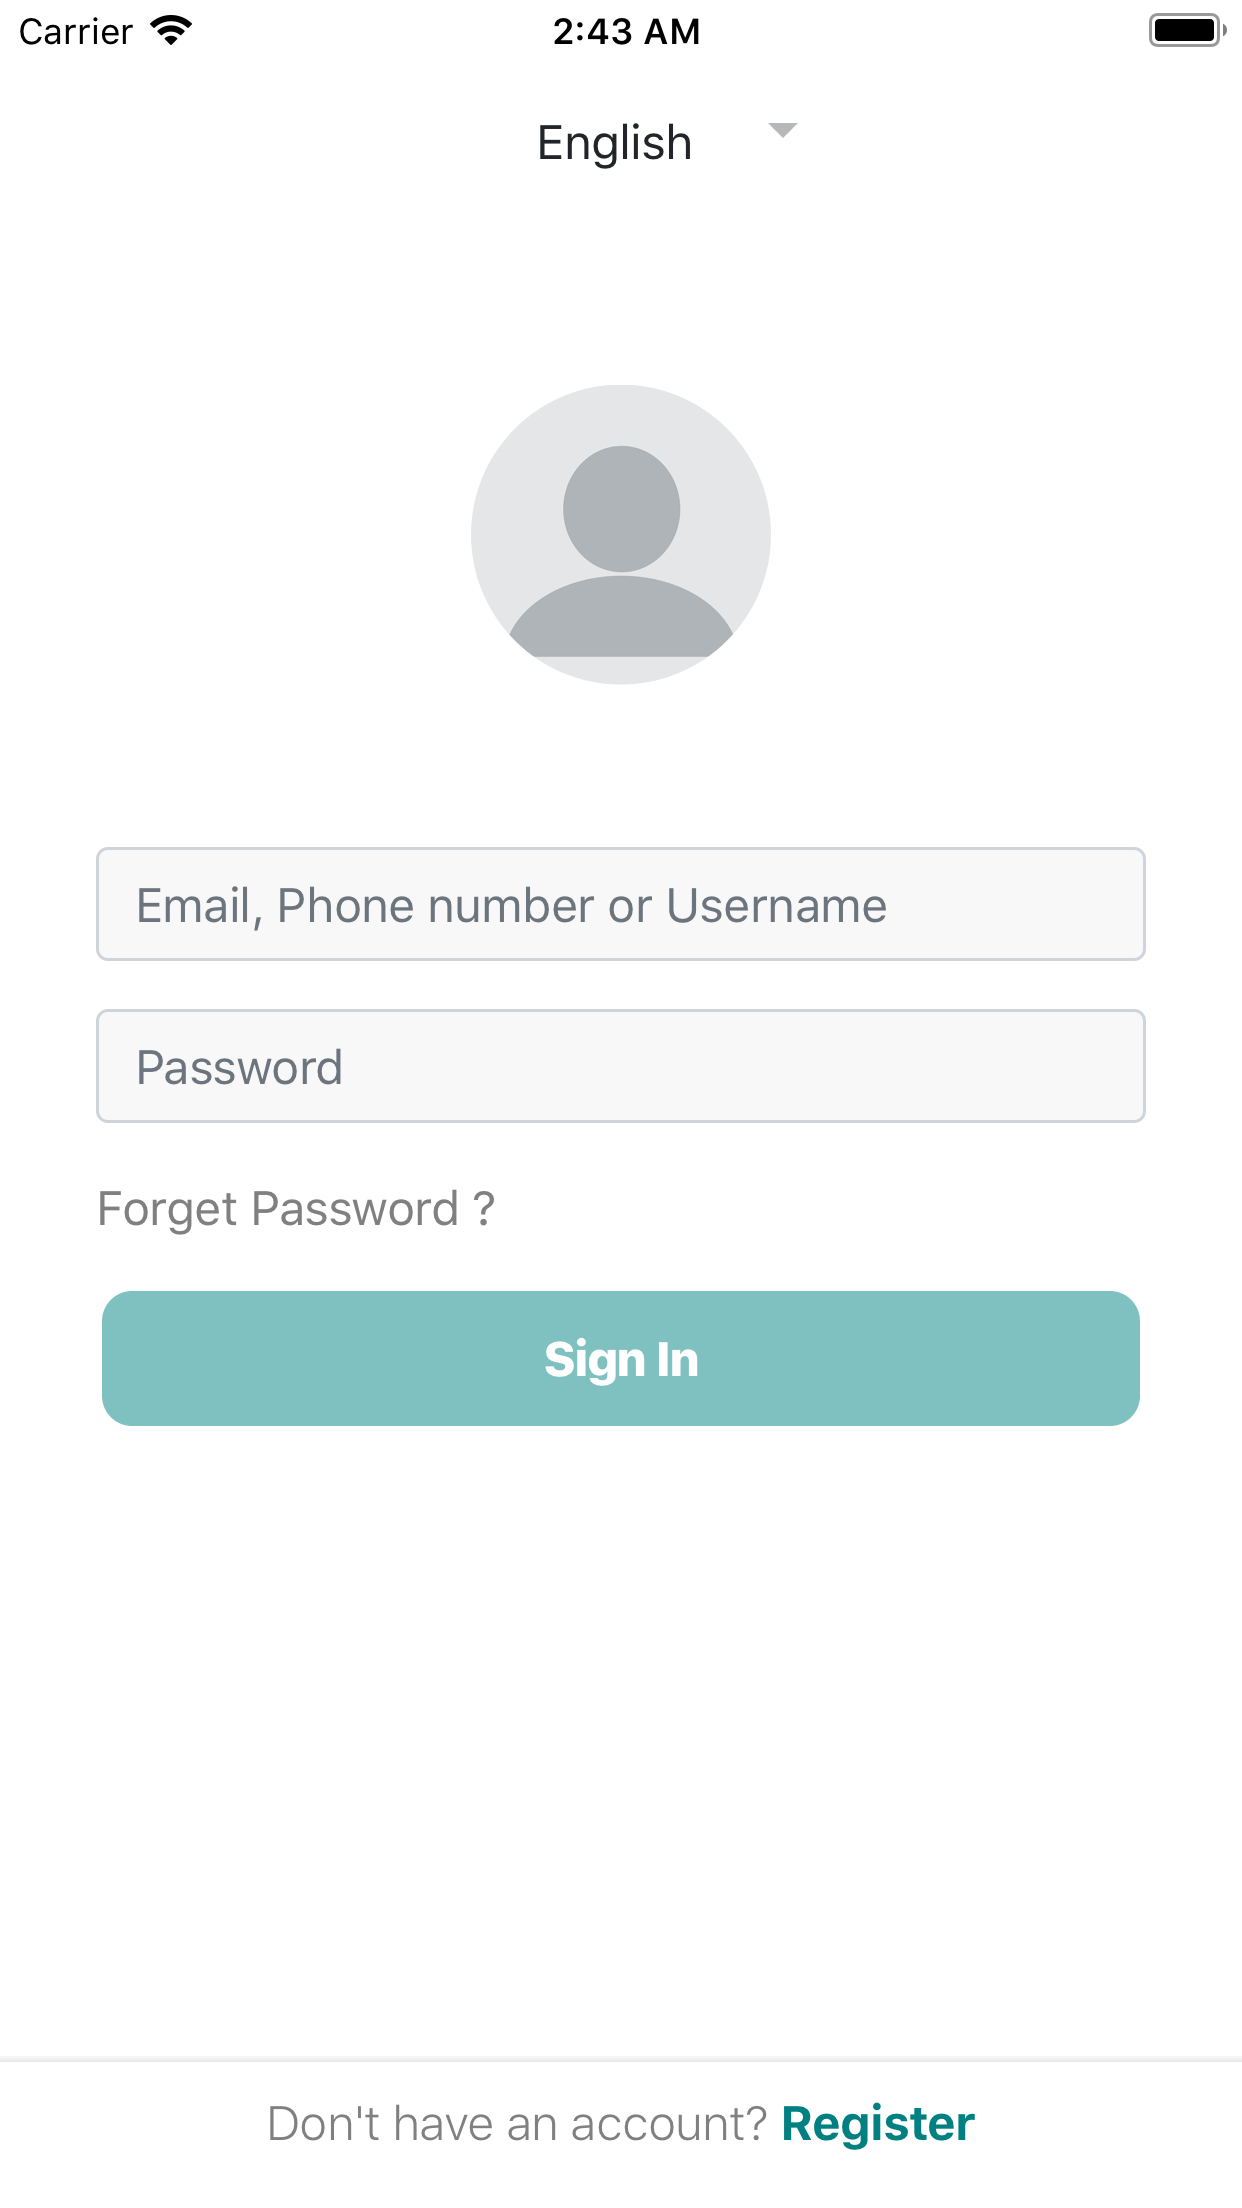 Carrier 2:43 AM
English
Email, Phone number or Username
Password
Forget Password ?
Sign In
Don't have an account? Register